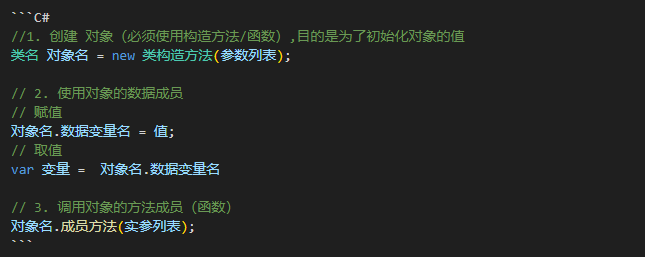 ```C#
//1. 创建 对象（必须使用构造方法/函数）,目的是为了初始化对象的值
类名 对象名 = new 类构造方法(参数列表);
// 2. 使用对象的数据成员
// 赋值
对象名.数据变量名 = 值;
// 取值
var 变量 =  对象名.数据变量名
// 3. 调用对象的方法成员（函数）
对象名.成员方法(实参列表);
```